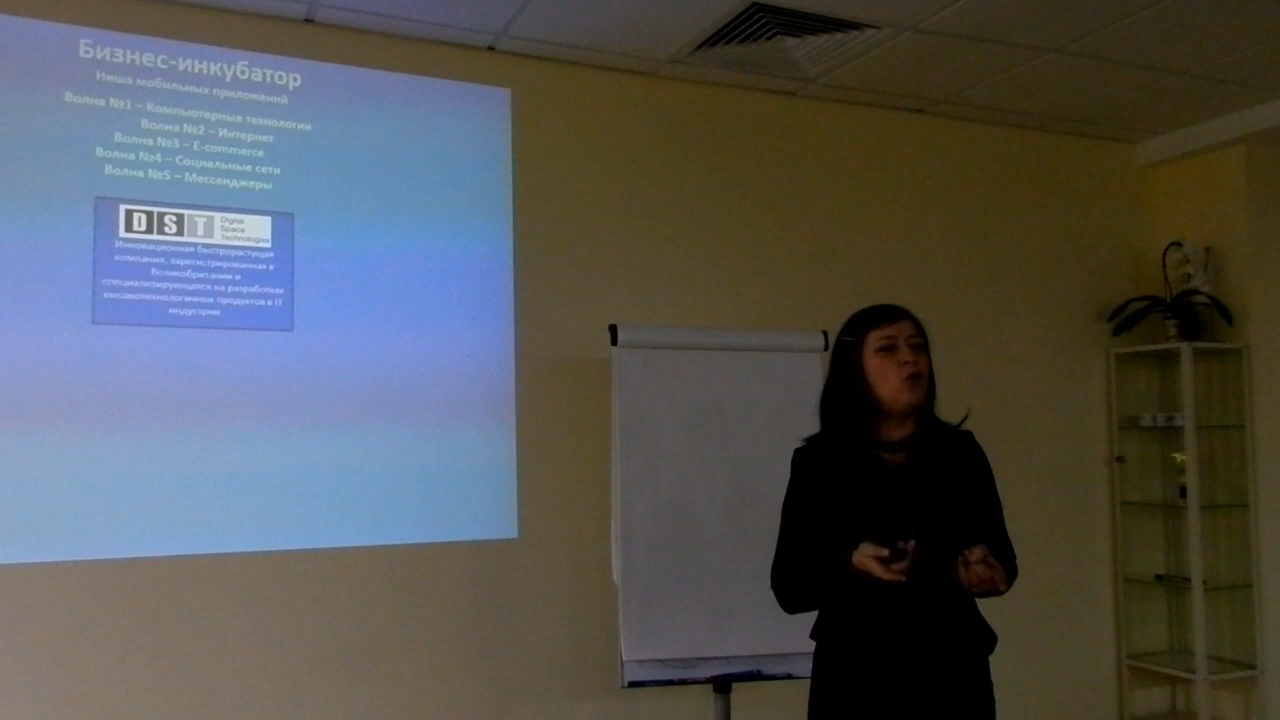 Бизнес-инкубатор
Ниша мобильных приложений
Волна №1 – Компьютерные технологии
Волна №2 – Интернет
Волна №3 – E-commerce
Волна №4 – Социальные сети
Волна №5 – Мессенджеры
DST
Digital
Space
Technologies
Инновационная быстрорастущая
компания, зарегистрированная в
Великобритании и
специализирующаяся на разработках
высокотехнологичных продуктов в IT
индустрии.